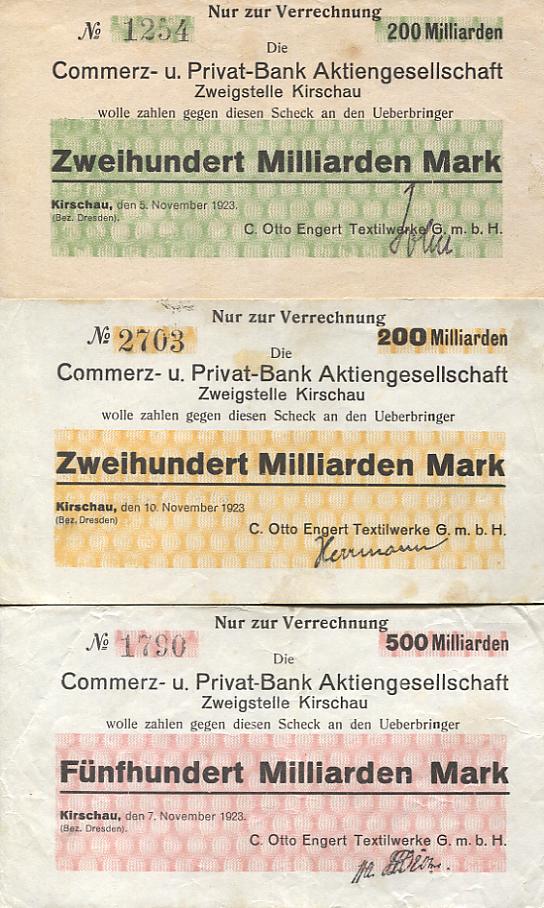 Nur zur Verrechnung
№ 1254 200 Milliarden
Die
Commerz- u. Privat-Bank Aktiengesellschaft
Zweigstelle Kirschau
wolle zahlen gegen diesen Scheck an den Ueberbringer
Zweihundert Milliarden Mark
Kirschau, den 5. November 1923.
(Bez. Dresden).
C. Otto Engert Textilwerke G. m. b. H.
Nur zur Verrechnung
№ 2703 200 Milliarden
Die
Commerz- u. Privat-Bank Aktiengesellschaft
Zweigstelle Kirschau
wolle zahlen gegen diesen Scheck an den Ueberbringer
Zweihundert Milliarden Mark
Kirschau, den 10. November 1923
(Bez. Dresden)
C. Otto Engert Textilwerke G. m. b. H.
Herrmann
Nur zur Verrechnung
№ 1790 500 Milliarden
Die
Commerz- u. Privat-Bank Aktiengesellschaft
Zweigstelle Kirschau
wolle zahlen gegen diesen Scheck an den Ueberbringer
Fünfhundert Milliarden Mark
Kirschau, den 7. November 1923.
(Bez. Dresden).
C. Otto Engert Textilwerke G. m. b. H.